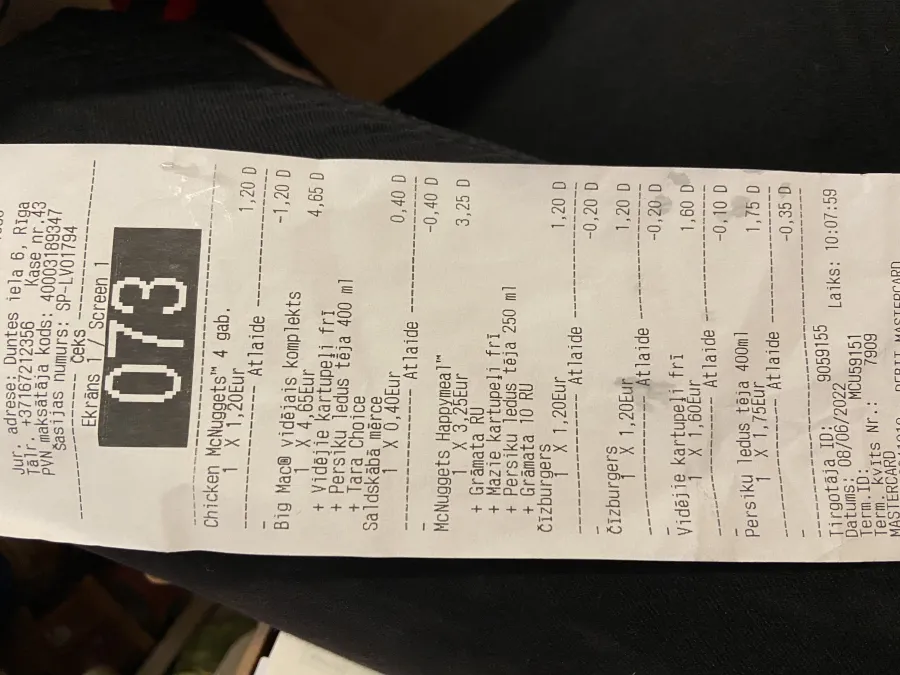 Jur. adrese: Duntes iela 6, Rīga
Tālr. +37167212356 Kase nr.43
PVN maksātāja kods: 40003189347
Sasijas numurs: SP-LV01794
Čeks
Ekrāns 1 / Screen 1
073
Chicken McNuggets™ 4 gab.
1 X 1,20Eur 1,20 D
Atlaide -1,20 D
Big Mac® vidējais komplekts
1 X 4,65Eur 4,65 D
+ Vidējie kartupeļi frī
+ Persiku ledus tēja 400 ml
+ Tara Choice
Saldskābā mērce
1 X 0,40Eur 0,40 D
Atlaide -0,40 D
McNuggets Happymeal™
1 X 3,25Eur 3,25 D
+ Grāmata RU
+ Mazie kartupeļi frī
+ Persiku ledus tēja 250 ml
+ Grāmata 10 RU
Čīzburgers
1 X 1,20Eur 1,20 D
Atlaide -0,20 D
Čīzburgers
1 X 1,20Eur 1,20 D
Atlaide -0,20 D
Vidējie kartupeļi frī
1 X 1,60Eur 1,60 D
Atlaide -0,10 D
Persiku ledus tēja 400ml
1 X 1,75Eur 1,75 D
Atlaide -0,35 D
Tirgotāja ID: 9059155
Datums: 08/06/2022 Laiks: 10:07:59
Term.ID: MCU59151
Term. kvīts Nr.: 7909
MASTERCARD
MASTERCARD